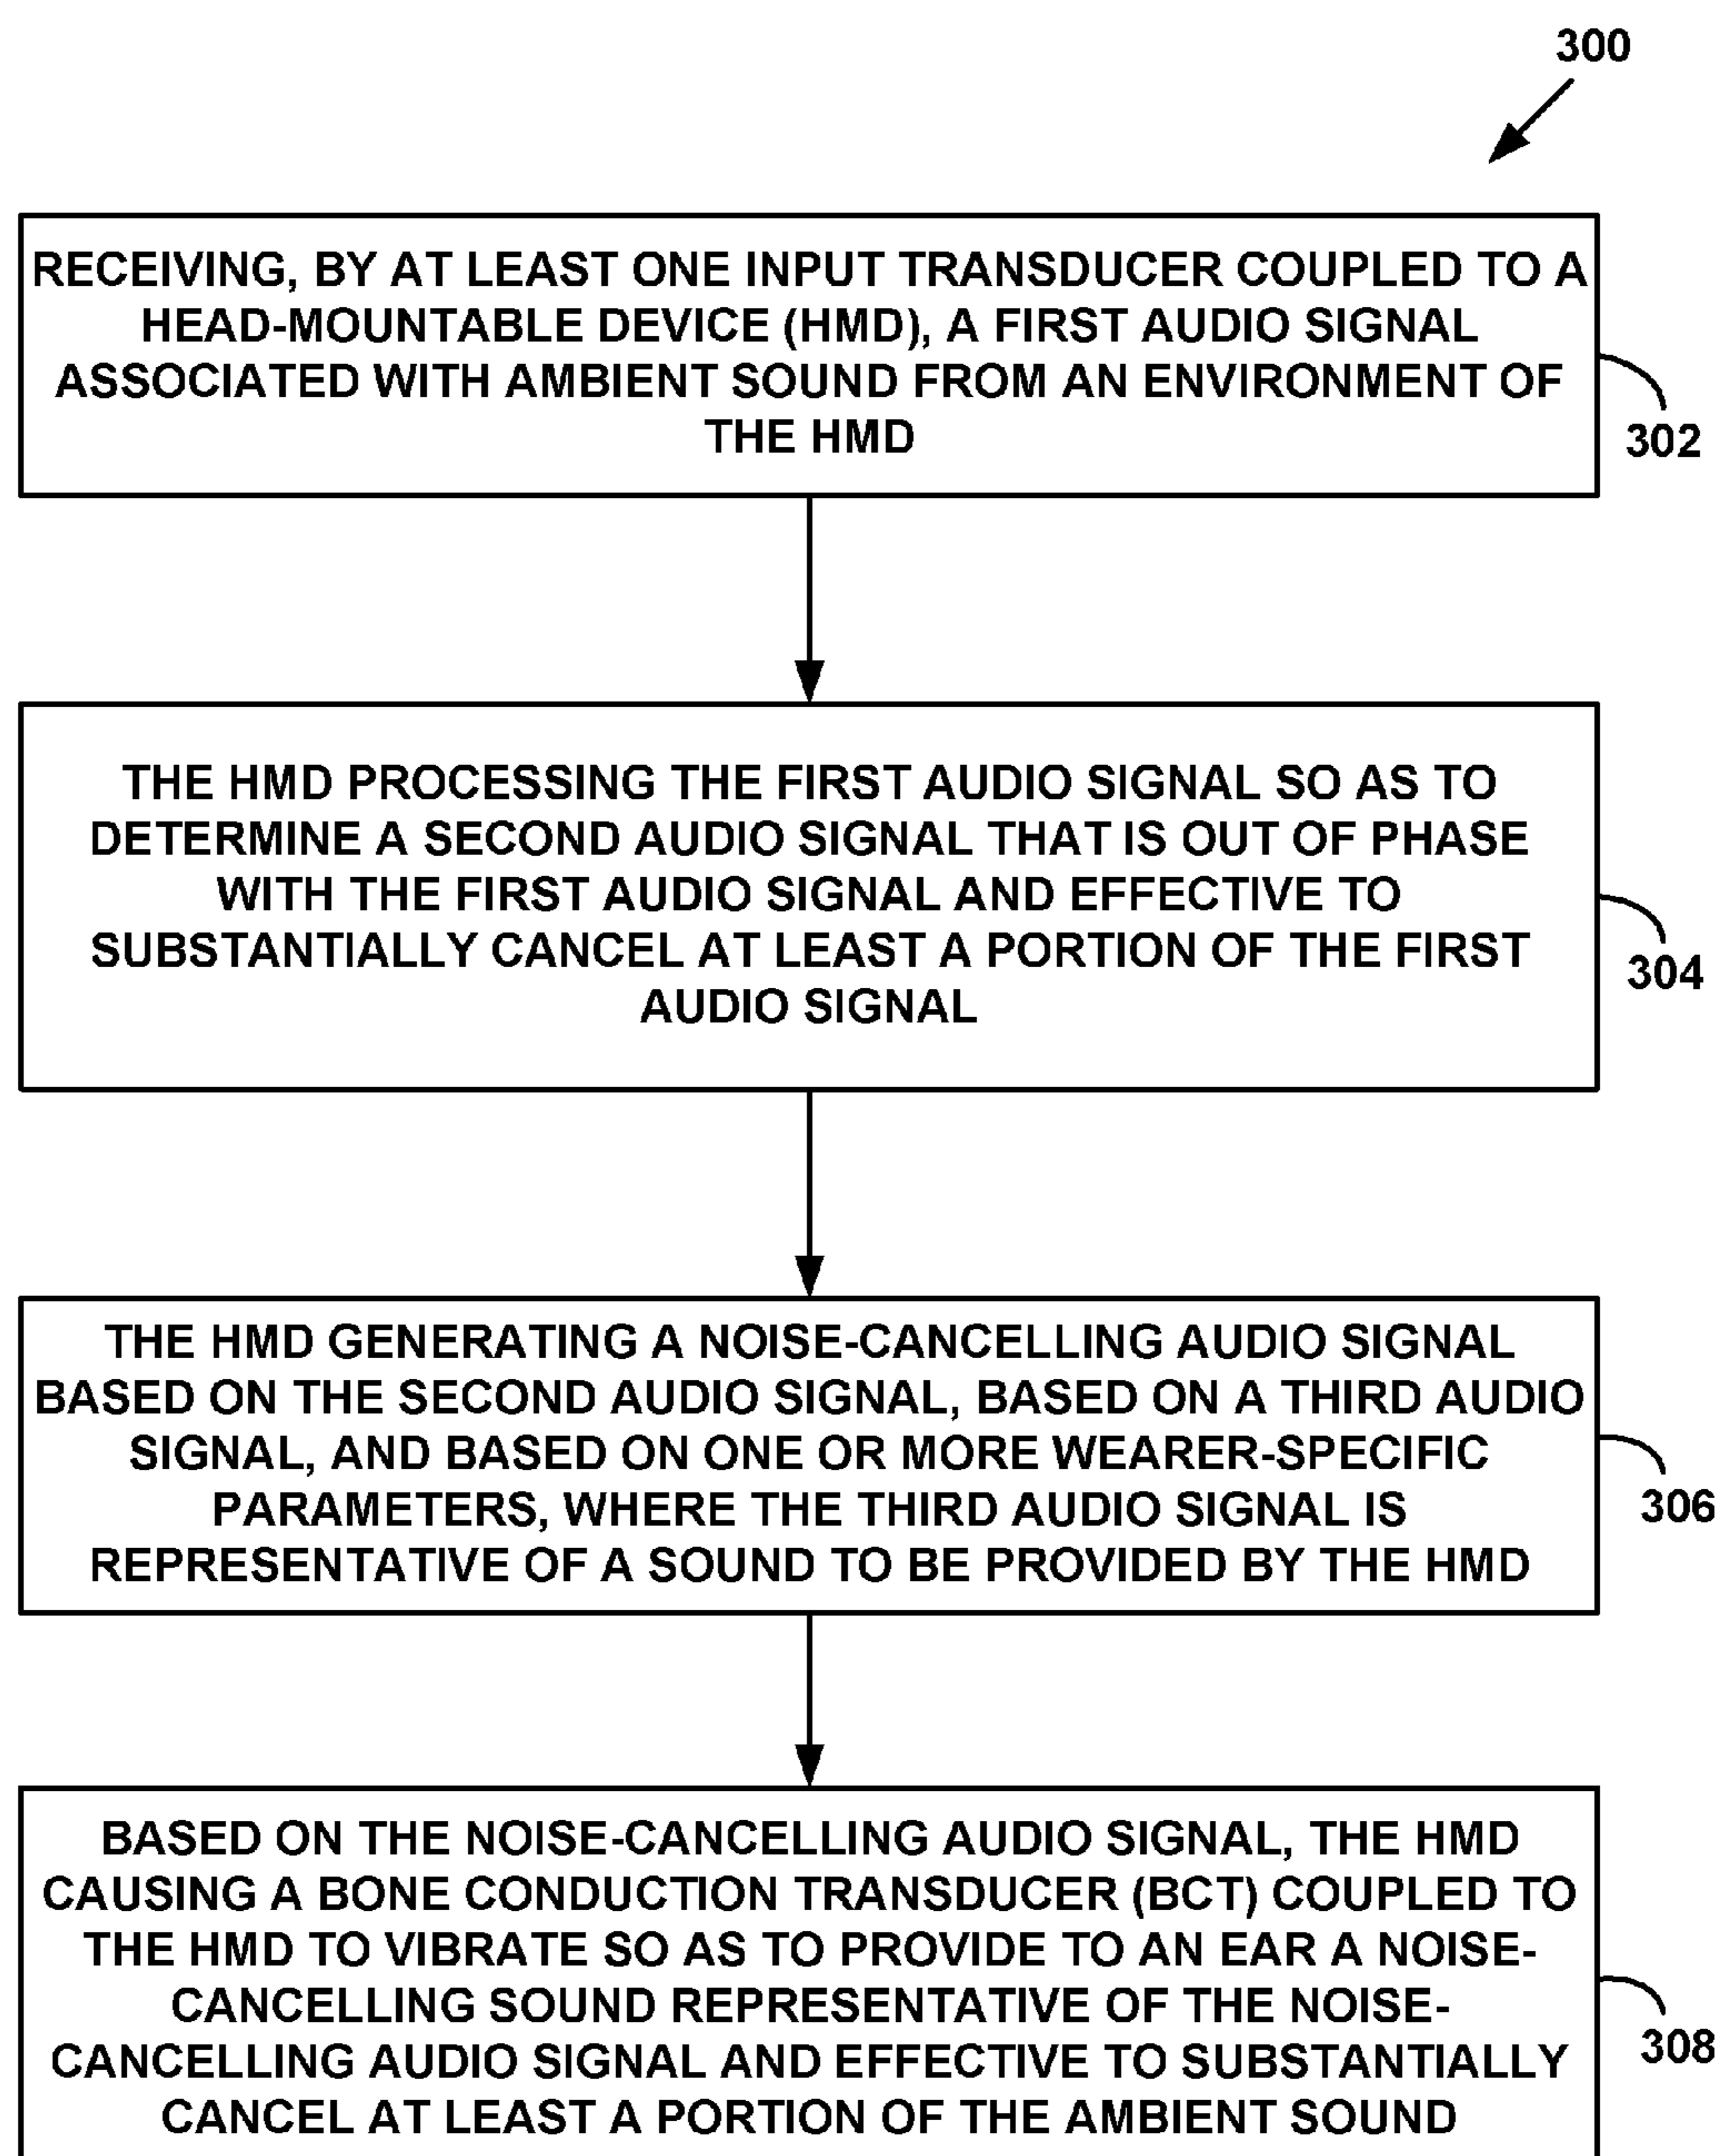 300
RECEIVING, BY AT LEAST ONE INPUT TRANSDUCER COUPLED TO A
HEAD-MOUNTABLE DEVICE (HMD), A FIRST AUDIO SIGNAL
ASSOCIATED WITH AMBIENT SOUND FROM AN ENVIRONMENT OF
THE HMD
302
THE HMD PROCESSING THE FIRST AUDIO SIGNAL SO AS TO
DETERMINE A SECOND AUDIO SIGNAL THAT IS OUT OF PHASE
WITH THE FIRST AUDIO SIGNAL AND EFFECTIVE TO
SUBSTANTIALLY CANCEL AT LEAST A PORTION OF THE FIRST
AUDIO SIGNAL
304
THE HMD GENERATING A NOISE-CANCELLING AUDIO SIGNAL
BASED ON THE SECOND AUDIO SIGNAL, BASED ON A THIRD AUDIO
SIGNAL, AND BASED ON ONE OR MORE WEARER-SPECIFIC
PARAMETERS, WHERE THE THIRD AUDIO SIGNAL IS
REPRESENTATIVE OF A SOUND TO BE PROVIDED BY THE HMD
306
BASED ON THE NOISE-CANCELLING AUDIO SIGNAL, THE HMD
CAUSING A BONE CONDUCTION TRANSDUCER (BCT) COUPLED TO
THE HMD TO VIBRATE SO AS TO PROVIDE TO AN EAR A NOISE-
CANCELLING SOUND REPRESENTATIVE OF THE NOISE-
CANCELLING AUDIO SIGNAL AND EFFECTIVE TO SUBSTANTIALLY
CANCEL AT LEAST A PORTION OF THE AMBIENT SOUND
308